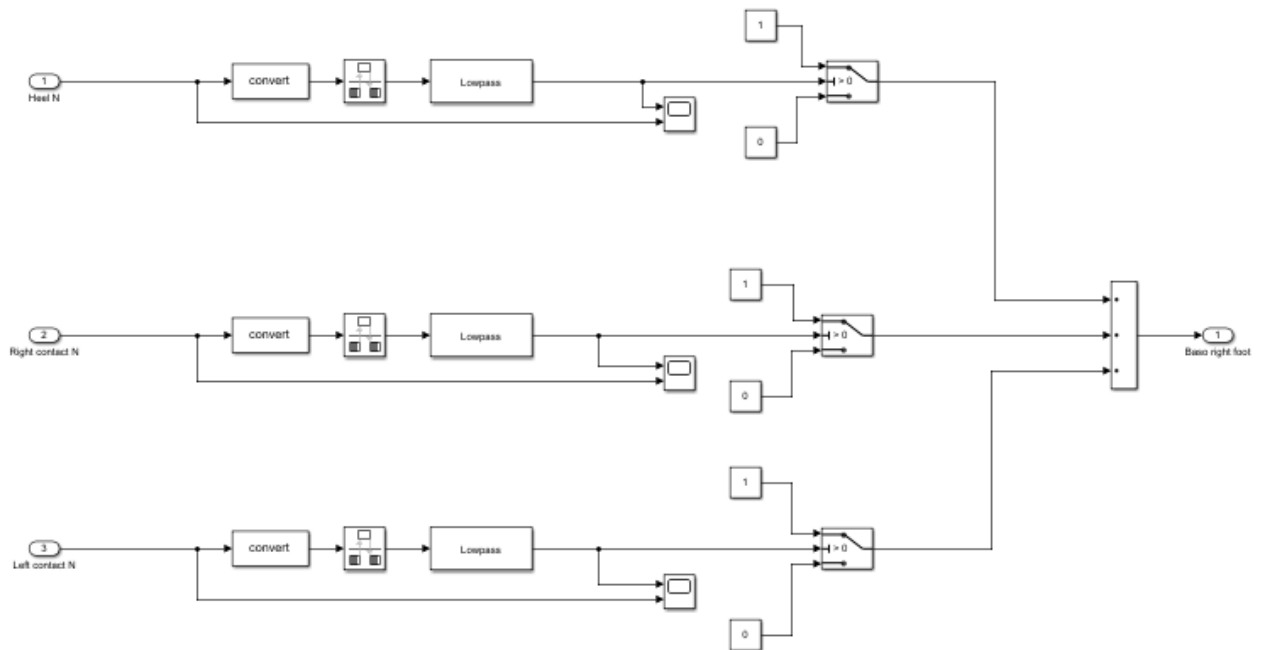 1
1
Heel N
convert
Lowpass
> 0
0
1
2
Right contact N
convert
Lowpass
> 0
0
1
Baso right foot
1
3
Left contact N
convert
Lowpass
> 0
0